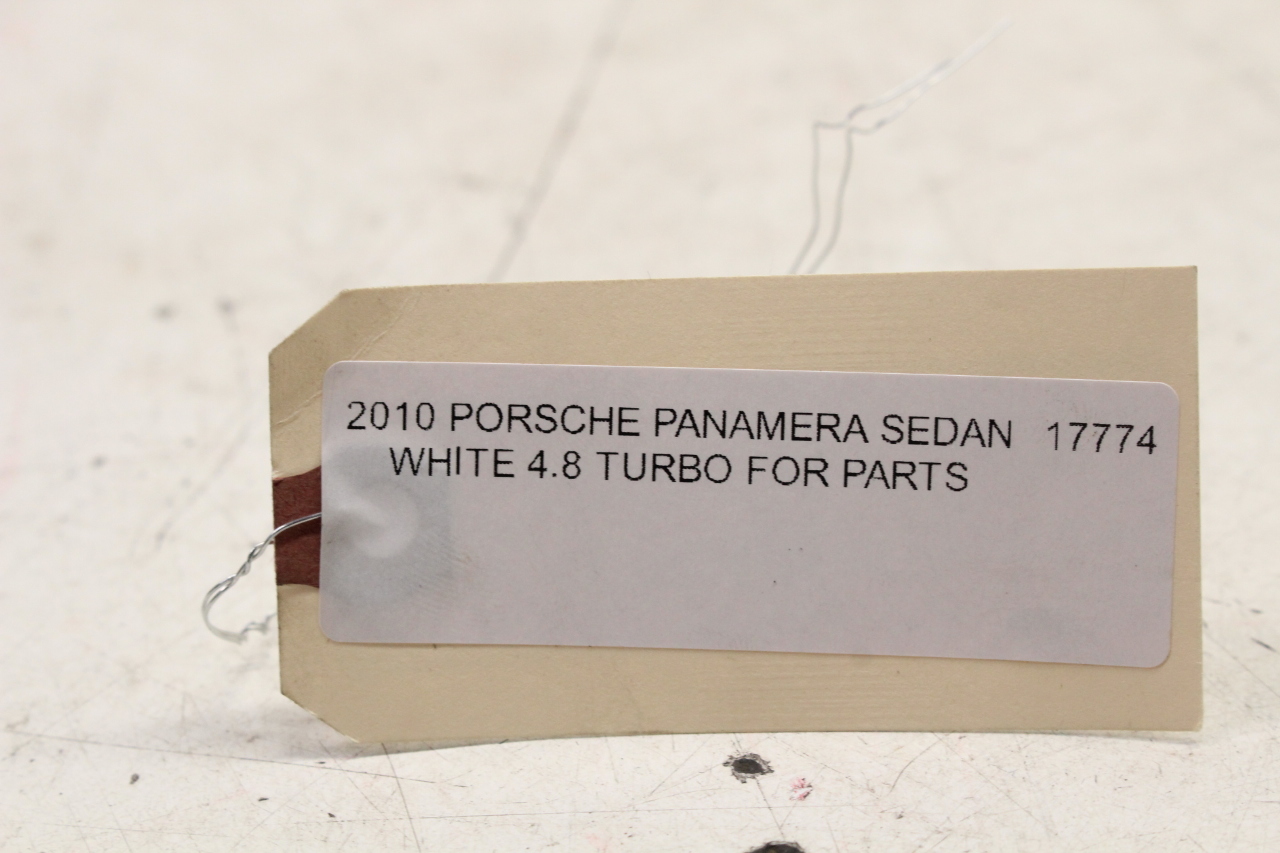 2010 PORSCHE PANAMERA SEDAN 17774
WHITE 4.8 TURBO FOR PARTS